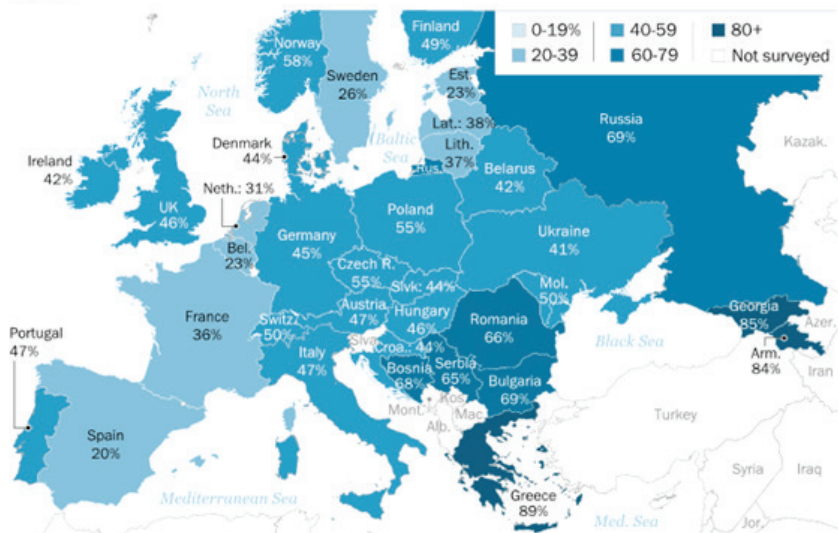 0-19%
40-59
80+
20-39
60-79
Not surveyed
Finland
49%
Norway
58%
Sweden
26%
North
Sea
Est.
23%
Russia
69%
Lat.: 38%
Lith.
37%
Baltic
Sea
Rus.
Kazak.
Denmark
44%
Ireland
42%
Neth.: 31%
UK
46%
Belarus
42%
Poland
55%
Germany
45%
Bel.
23%
Ukraine
41%
Czech R.
55%
Slvk: 44%
Mol.
50%
Austria
47%
Hungary
46%
France
36%
Switz.
50%
Slva.
Croa.: 44%
Romania
66%
Georgia
85%
Azer.
Portugal
47%
Italy
47%
Bosnia
68%
Serbia
65%
Bulgaria
69%
Black Sea
Arm.
84%
Iran
Mont.
Kos.
Mac.
Alb.
Turkey
Spain
20%
Syria
Iraq
Mediterranean Sea
Greece
89%
Med. Sea
Jor.